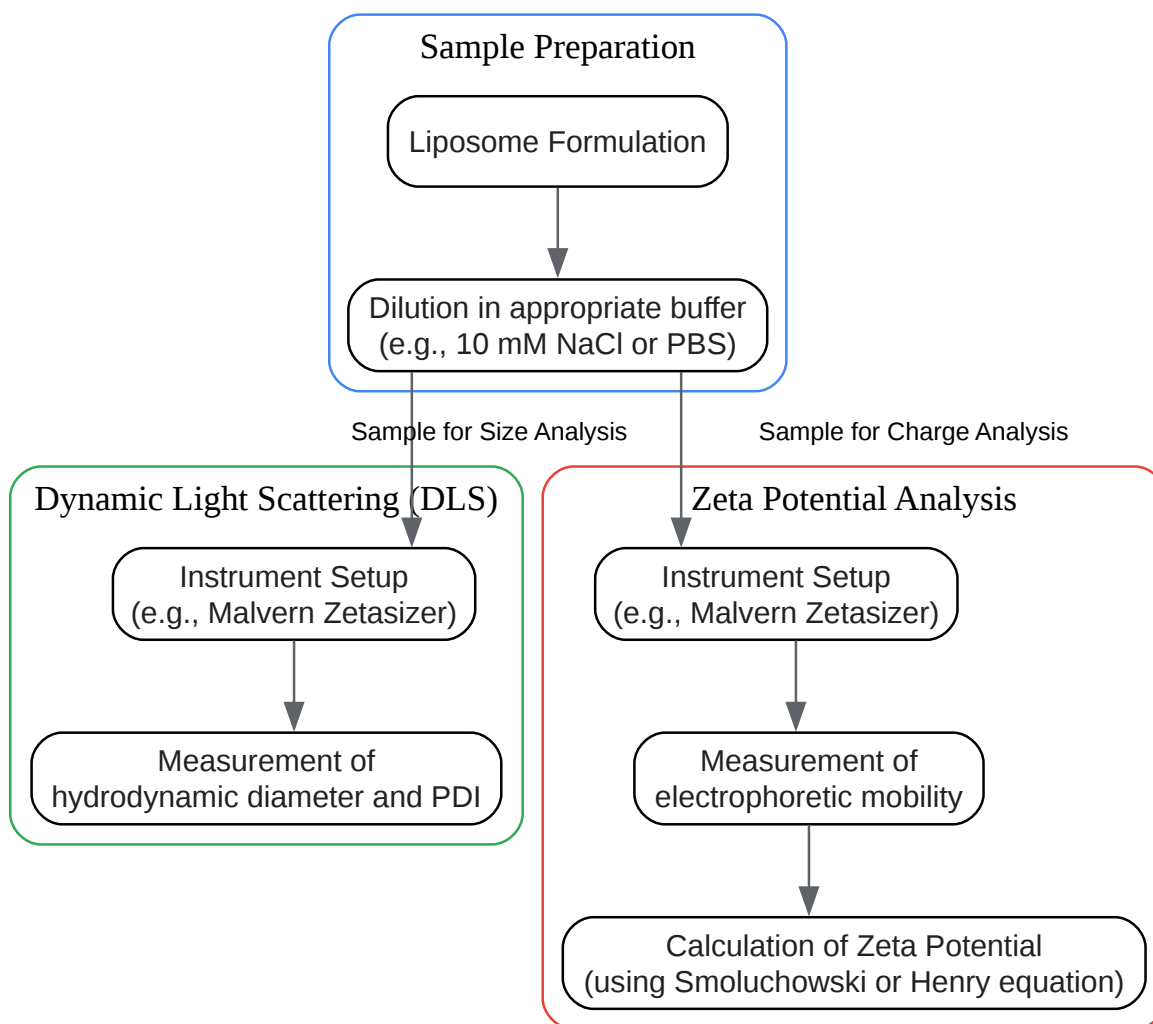 Sample Preparation
Liposome Formulation
Dilution in appropriate buffer
(e.g., 10 mM NaCl or PBS)
Sample for Size Analysis
Sample for Charge Analysis
Dynamic Light Scattering (DLS)
Instrument Setup
(e.g., Malvern Zetasizer)
Measurement of
hydrodynamic diameter and PDI
Zeta Potential Analysis
Instrument Setup
(e.g., Malvern Zetasizer)
Measurement of
electrophoretic mobility
Calculation of Zeta Potential
(using Smoluchowski or Henry equation)